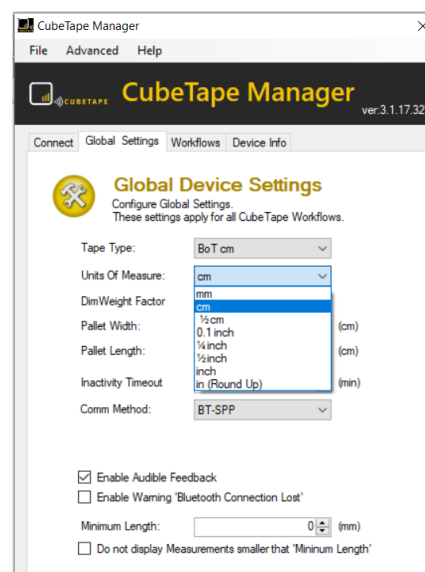 CubeTape Manager
File Advanced Help
CUBETAPE CubeTape Manager
ver:3.1.17.32
Connect Global Settings Workflows Device Info
Global Device Settings
Configure Global Settings.
These settings apply for all CubeTape Workflows.
Tape Type: BoT cm
Units Of Measure: cm
mm
DimWeight Factor cm
½cm
Pallet Width: 0.1 inch (cm)
¼inch
Pallet Length: ½inch (cm)
inch
Inactivity Timeout in (Round Up) (min)
Comm Method: BT-SPP
Enable Audible Feedback
Enable Warning 'Bluetooth Connection Lost'
Minimum Length: 0 (mm)
Do not display Measurements smaller that 'Mininum Length'